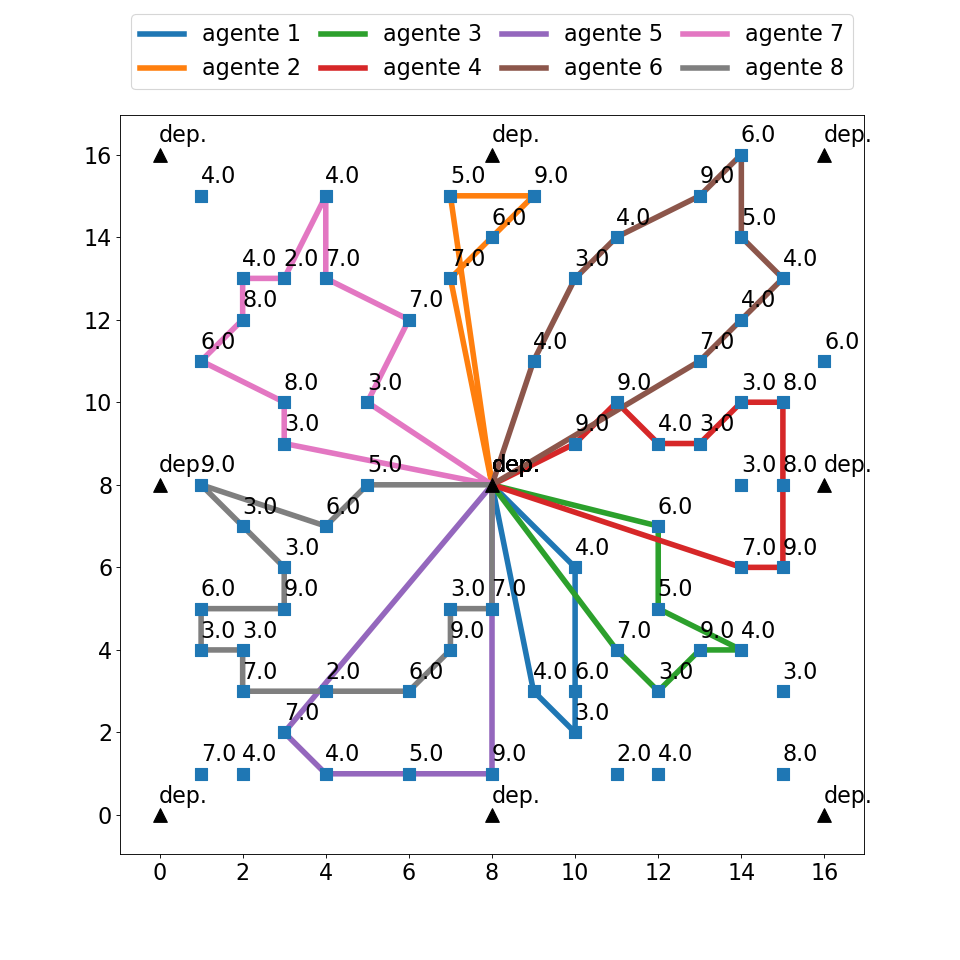 agente 1 agente 3 agente 5 agente 7
agente 2 agente 4 agente 6 agente 8
dep. dep. dep.
6.0
16
4.0 4.0 5.0 9.0 9.0
6.0 4.0 5.0
14
4.0 2.0 7.0 7.0 3.0 4.0
8.0 7.0 4.0
12
6.0 4.0 7.0 6.0
8.0 3.0 9.0 3.0 8.0
10
3.0 9.0 4.0 3.0
dep. 9.0 5.0 dep. 3.0 8.0 dep.
8
3.0 6.0 6.0
3.0 4.0 7.0 9.0
6
6.0 9.0 3.0 7.0 5.0
3.0 3.0 9.0 7.0 9.0 4.0
4
7.0 2.0 6.0 4.0 6.0 3.0 3.0
7.0 3.0
2
7.0 4.0 4.0 5.0 9.0 2.0 4.0 8.0
dep. dep. dep.
0
0 2 4 6 8 10 12 14 16